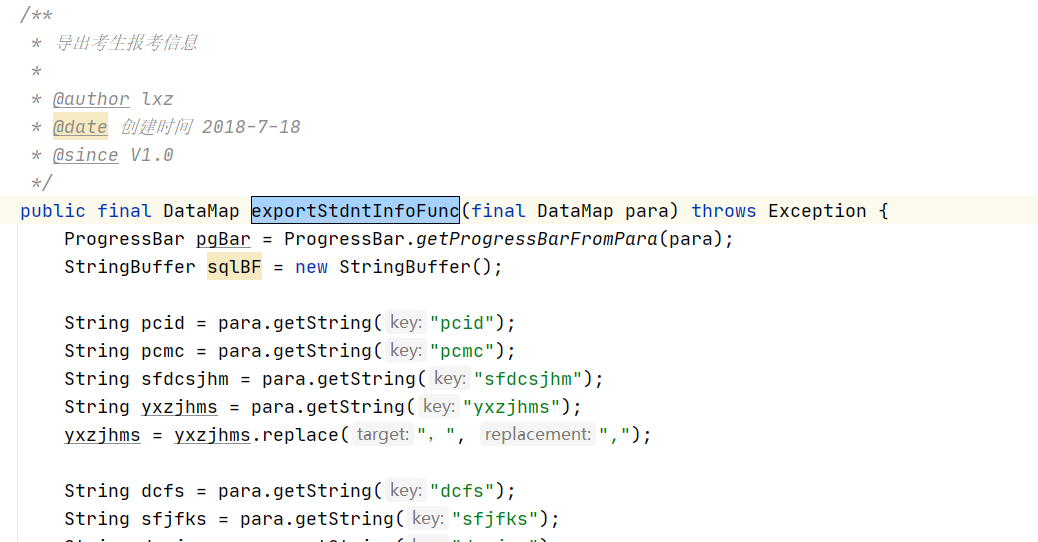 /**
* 导出考生报考信息
*
* @author lxz
* @date 创建时间 2018-7-18
* @since V1.0
*/
public final DataMap exportStdntInfoFunc(final DataMap para) throws Exception {
ProgressBar pgBar = ProgressBar.getProgressBarFromPara(para);
StringBuffer sqlBF = new StringBuffer();
String pcid = para.getString( key: "pcid");
String pcmc = para.getString( key: "pcmc");
String sfdcsjhm = para.getString( key: "sfdcsjhm");
String yxzjhms = para.getString( key: "yxzjhms");
yxzjhms = yxzjhms.replace( target: "，", replacement: ",");
String dcfs = para.getString( key: "dcfs");
String sfjfks = para.getString( key: "sfjfks");